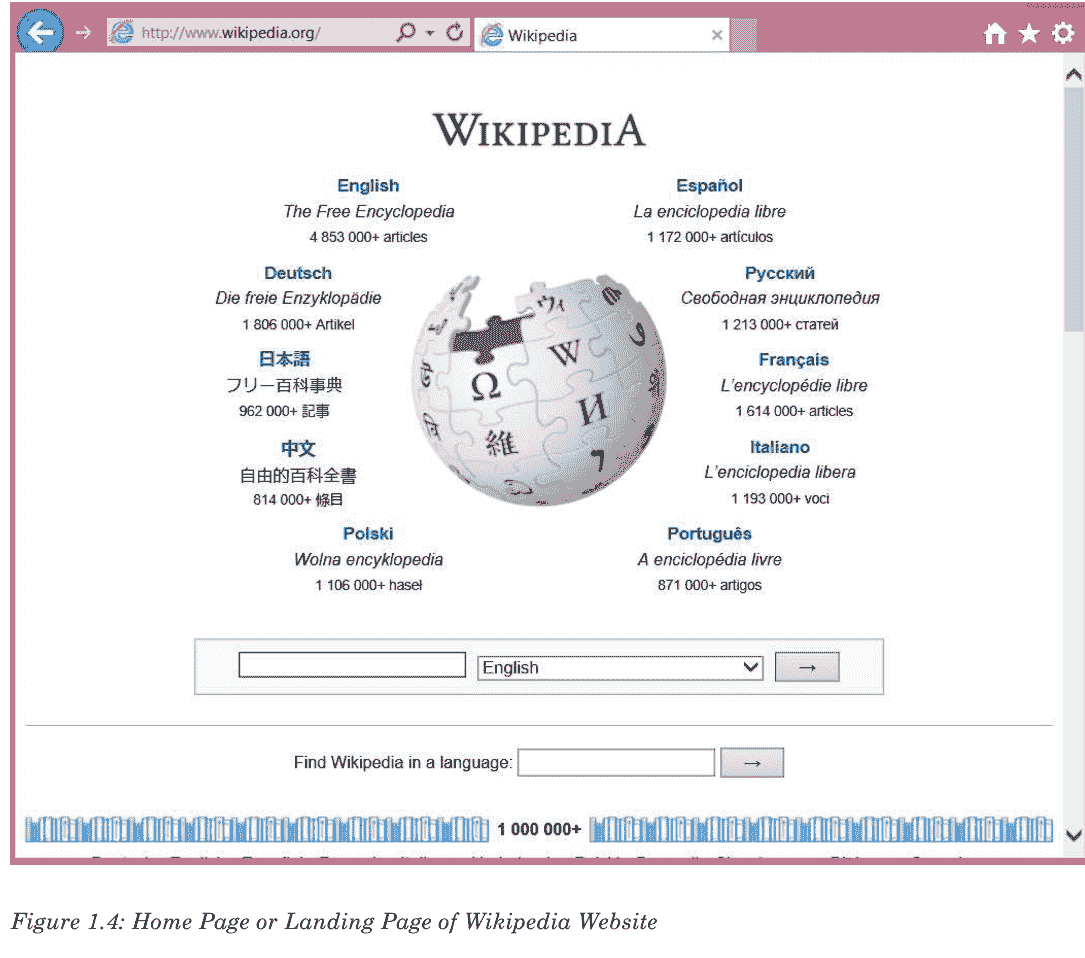 http://www.wikipedia.org/
Wikipedia
WIKIPEDIA
English
The Free Encyclopedia
4 853 000+ articles
Español
La enciclopedia libre
1 172 000+ artículos
Deutsch
Die freie Enzyklopädie
1 806 000+ Artikel
Русский
Свободная энциклопедия
1 213 000+ статей
日本語
フリー百科事典
962 000+ 記事
Français
L'encyclopédie libre
1 614 000+ articles
中文
自由的百科全書
814 000+ 條目
Italiano
L'enciclopedia libera
1 193 000+ voci
Polski
Wolna encyklopedia
1 106 000+ haseł
Português
A enciclopédia livre
871 000+ artigos
Ω
W
И
維
English
→
Find Wikipedia in a language:
→
1 000 000+
Figure 1.4: Home Page or Landing Page of Wikipedia Website